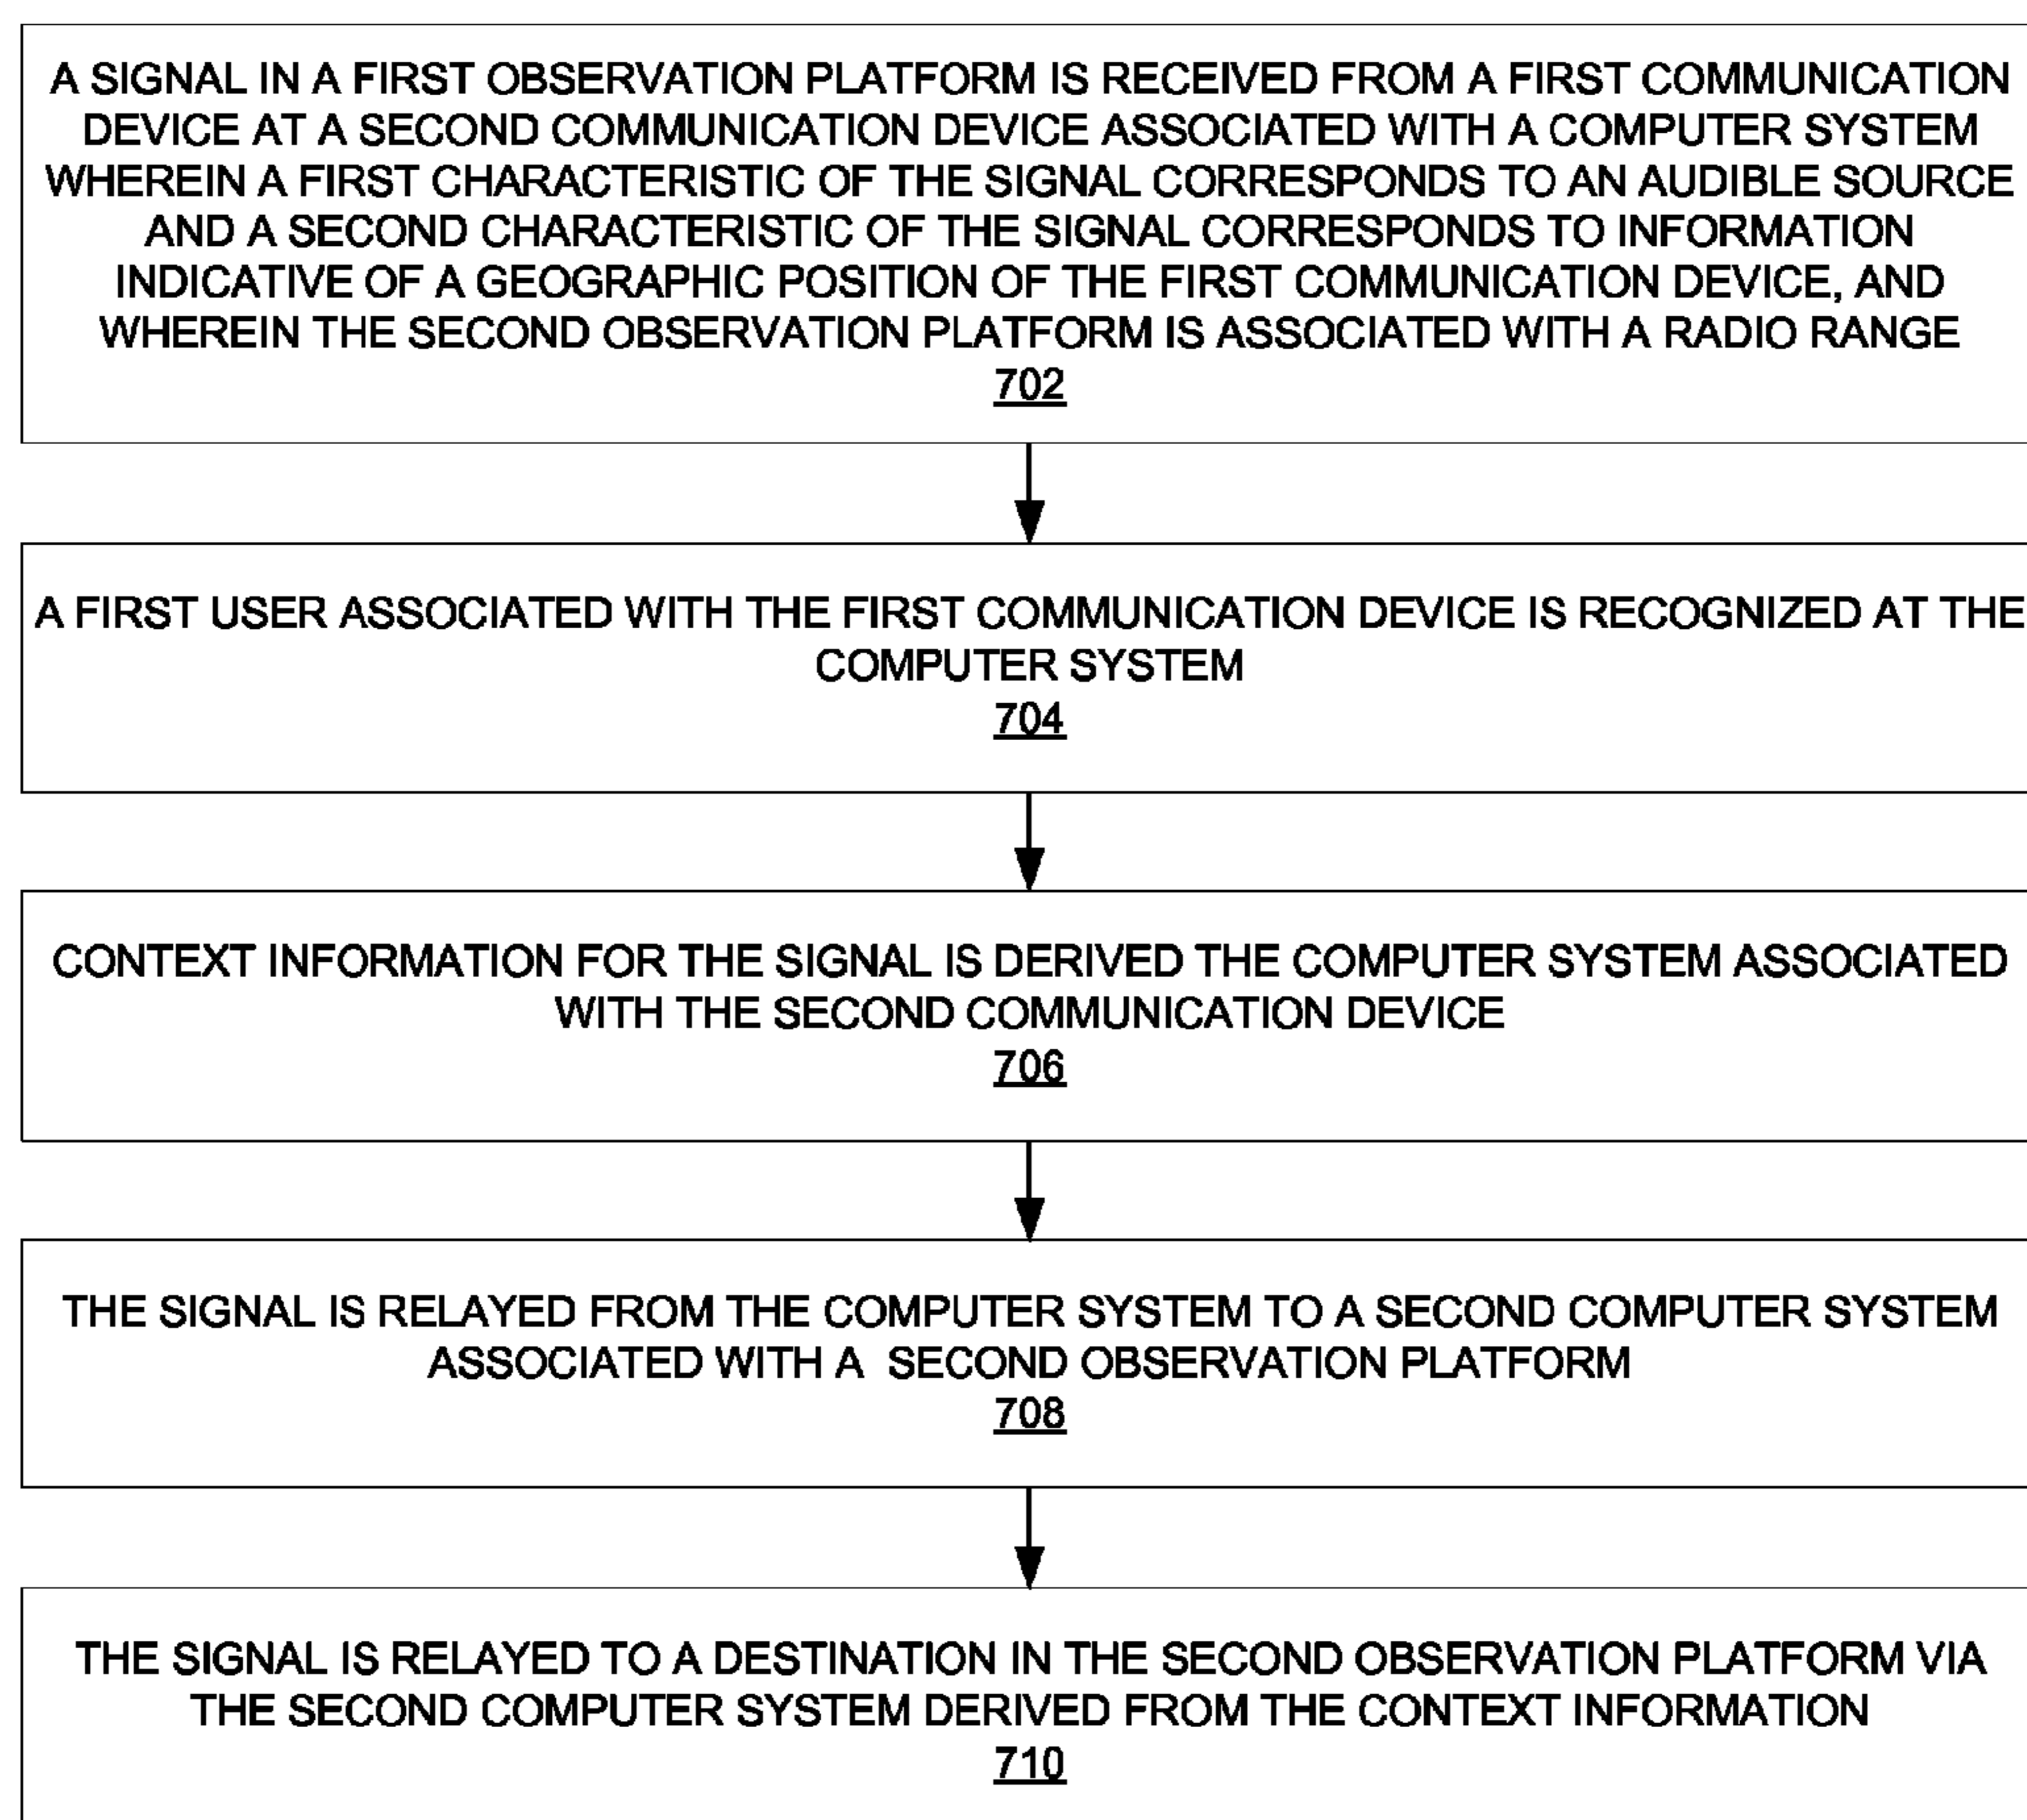 A SIGNAL IN A FIRST OBSERVATION PLATFORM IS RECEIVED FROM A FIRST COMMUNICATION
DEVICE AT A SECOND COMMUNICATION DEVICE ASSOCIATED WITH A COMPUTER SYSTEM
WHEREIN A FIRST CHARACTERISTIC OF THE SIGNAL CORRESPONDS TO AN AUDIBLE SOURCE
AND A SECOND CHARACTERISTIC OF THE SIGNAL CORRESPONDS TO INFORMATION
INDICATIVE OF A GEOGRAPHIC POSITION OF THE FIRST COMMUNICATION DEVICE, AND
WHEREIN THE SECOND OBSERVATION PLATFORM IS ASSOCIATED WITH A RADIO RANGE
702
A FIRST USER ASSOCIATED WITH THE FIRST COMMUNICATION DEVICE IS RECOGNIZED AT THE
COMPUTER SYSTEM
704
CONTEXT INFORMATION FOR THE SIGNAL IS DERIVED THE COMPUTER SYSTEM ASSOCIATED
WITH THE SECOND COMMUNICATION DEVICE
706
THE SIGNAL IS RELAYED FROM THE COMPUTER SYSTEM TO A SECOND COMPUTER SYSTEM
ASSOCIATED WITH A SECOND OBSERVATION PLATFORM
708
THE SIGNAL IS RELAYED TO A DESTINATION IN THE SECOND OBSERVATION PLATFORM VIA
THE SECOND COMPUTER SYSTEM DERIVED FROM THE CONTEXT INFORMATION
710